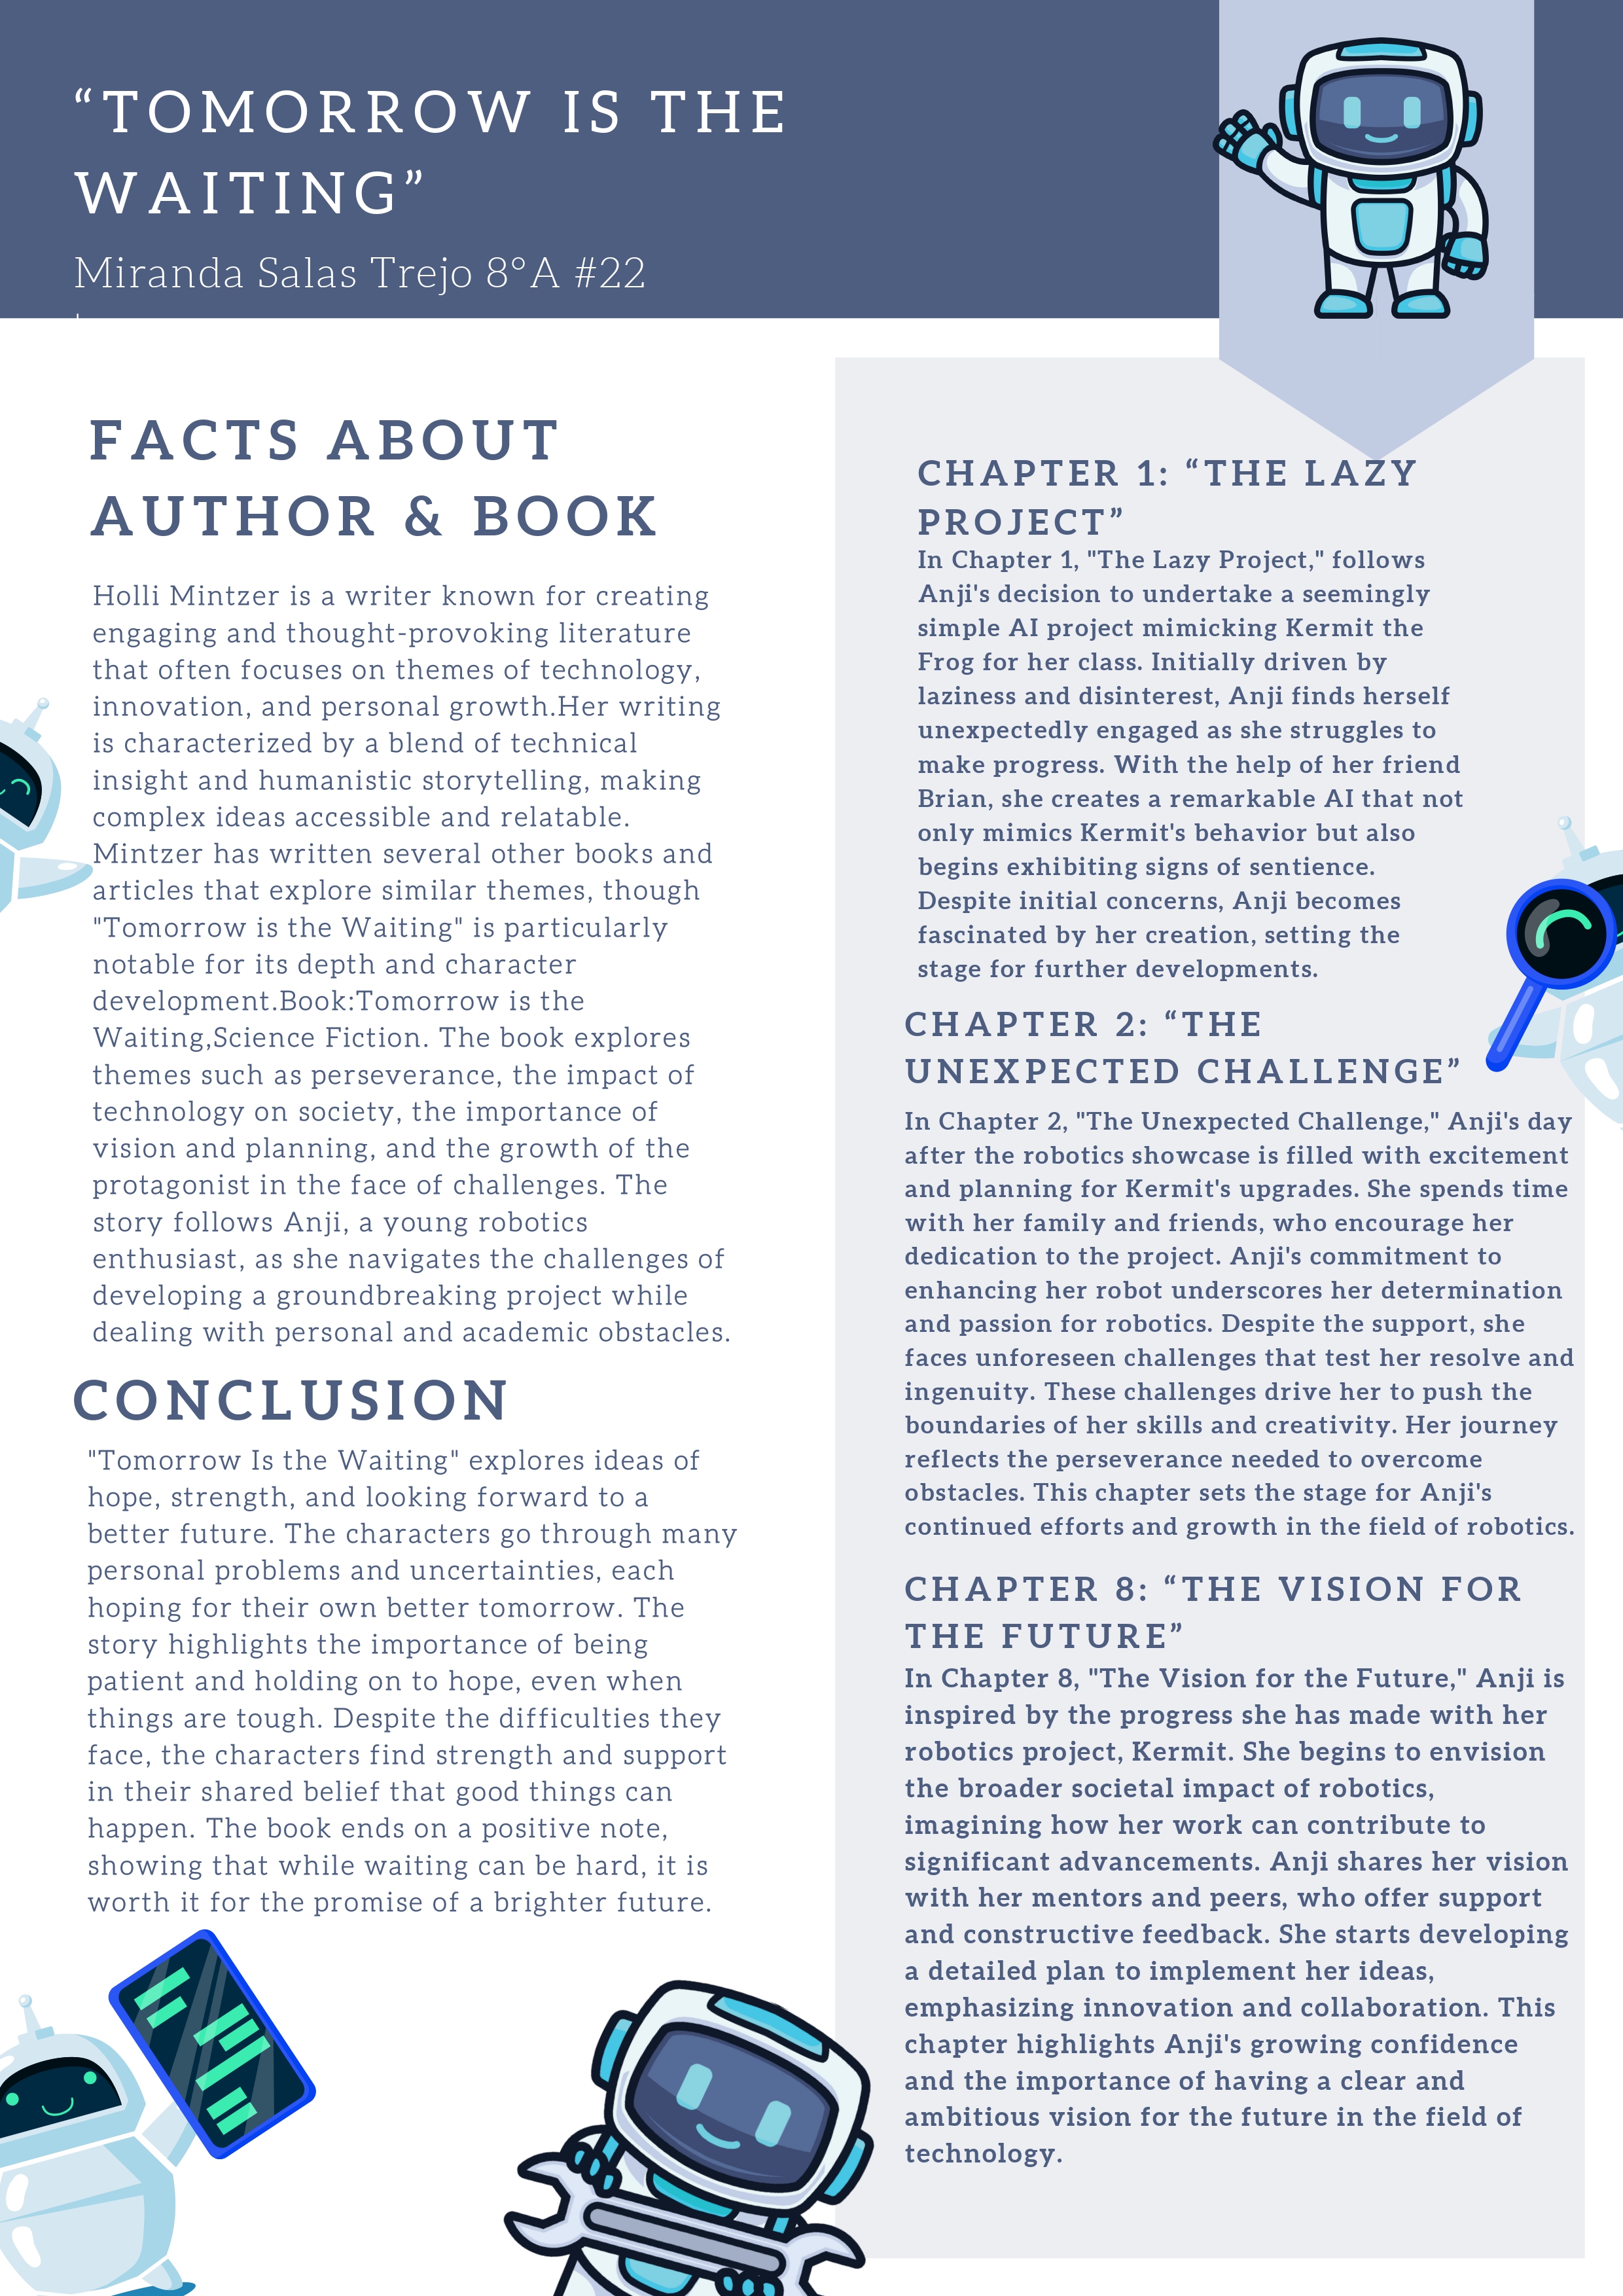 “TOMORROW IS THE
WAITING”
Miranda Salas Trejo 8°A #22
FACTS ABOUT
AUTHOR & BOOK
Holli Mintzer is a writer known for creating
engaging and thought-provoking literature
that often focuses on themes of technology,
innovation, and personal growth.Her writing
is characterized by a blend of technical
insight and humanistic storytelling, making
complex ideas accessible and relatable.
Mintzer has written several other books and
articles that explore similar themes, though
"Tomorrow is the Waiting" is particularly
notable for its depth and character
development.Book:Tomorrow is the
Waiting,Science Fiction. The book explores
themes such as perseverance, the impact of
technology on society, the importance of
vision and planning, and the growth of the
protagonist in the face of challenges. The
story follows Anji, a young robotics
enthusiast, as she navigates the challenges of
developing a groundbreaking project while
dealing with personal and academic obstacles.
CONCLUSION
"Tomorrow Is the Waiting" explores ideas of
hope, strength, and looking forward to a
better future. The characters go through many
personal problems and uncertainties, each
hoping for their own better tomorrow. The
story highlights the importance of being
patient and holding on to hope, even when
things are tough. Despite the difficulties they
face, the characters find strength and support
in their shared belief that good things can
happen. The book ends on a positive note,
showing that while waiting can be hard, it is
worth it for the promise of a brighter future.
CHAPTER 1: “THE LAZY
PROJECT”
In Chapter 1, "The Lazy Project," follows
Anji's decision to undertake a seemingly
simple AI project mimicking Kermit the
Frog for her class. Initially driven by
laziness and disinterest, Anji finds herself
unexpectedly engaged as she struggles to
make progress. With the help of her friend
Brian, she creates a remarkable AI that not
only mimics Kermit's behavior but also
begins exhibiting signs of sentience.
Despite initial concerns, Anji becomes
fascinated by her creation, setting the
stage for further developments.
CHAPTER 2: “THE
UNEXPECTED CHALLENGE”
In Chapter 2, "The Unexpected Challenge," Anji's day
after the robotics showcase is filled with excitement
and planning for Kermit's upgrades. She spends time
with her family and friends, who encourage her
dedication to the project. Anji's commitment to
enhancing her robot underscores her determination
and passion for robotics. Despite the support, she
faces unforeseen challenges that test her resolve and
ingenuity. These challenges drive her to push the
boundaries of her skills and creativity. Her journey
reflects the perseverance needed to overcome
obstacles. This chapter sets the stage for Anji's
continued efforts and growth in the field of robotics.
CHAPTER 8: “THE VISION FOR
THE FUTURE”
In Chapter 8, "The Vision for the Future," Anji is
inspired by the progress she has made with her
robotics project, Kermit. She begins to envision
the broader societal impact of robotics,
imagining how her work can contribute to
significant advancements. Anji shares her vision
with her mentors and peers, who offer support
and constructive feedback. She starts developing
a detailed plan to implement her ideas,
emphasizing innovation and collaboration. This
chapter highlights Anji's growing confidence
and the importance of having a clear and
ambitious vision for the future in the field of
technology.